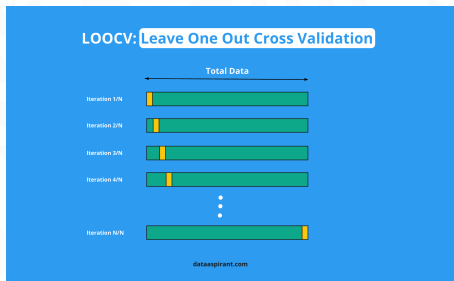 LOOCV: Leave One Out Cross Validation
Total Data
Iteration 1/N
Iteration 2/N
Iteration 3/N
Iteration 4/N
Iteration N/N
dataaspirant.com